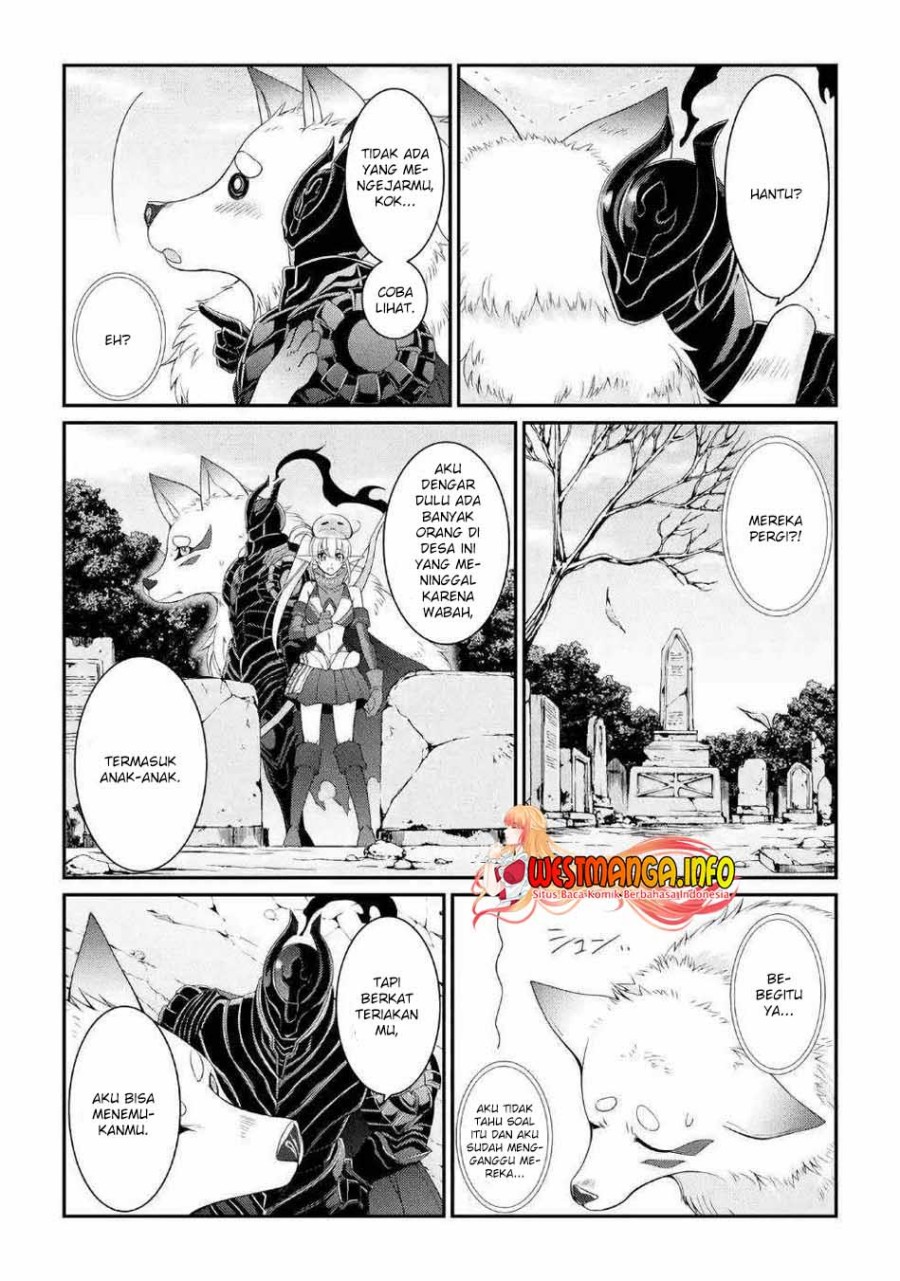 HANTU?
TIDAK ADA
YANG ME-
NGEJARMU,
KOK...
COBA
LIHAT.
EH?
MEREKA
PERGI?!
AKU
DENGAR
DULU ADA
BANYAK
ORANG DI
DESA INI
YANG ME-
NINGGAL
KARENA
WABAH,
TERMASUK
ANAK-ANAK.
WESTMANGA.INFO
Situs Baca Komik Berbahasa Indonesia
BE-
BEGITU
YA...
シュン..
AKU TIDAK
TAHU SOAL
ITU DAN AKU
SUDAH MENG-
GANGGU ME-
REKA...
TAPI
BERKAT
TERIAKAN
MU,
AKU BISA
MENEMU-
KANMU.